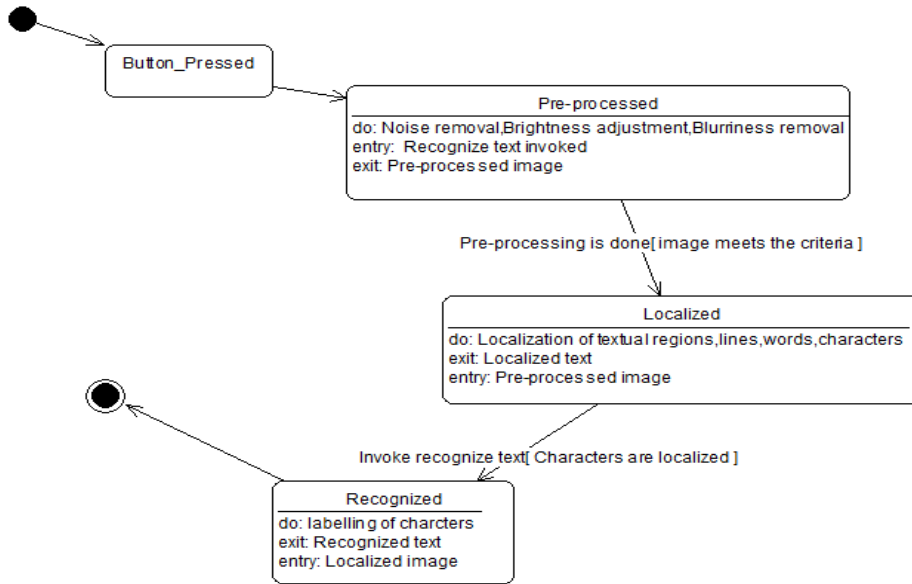 Button_Pressed
Pre-processed
do: Noise removal,Brightness adjustment,Blurriness removal
entry:  Recognize text invoked
exit: Pre-processed image
Pre-processing is done[ image meets the criteria ]
Localized
do: Localization of textual regions,lines,words,characters
exit: Localized text
entry: Pre-processed image
Invoke recognize text[ Characters are localized ]
Recognized
do: labelling of charcters
exit: Recognized text
entry: Localized image